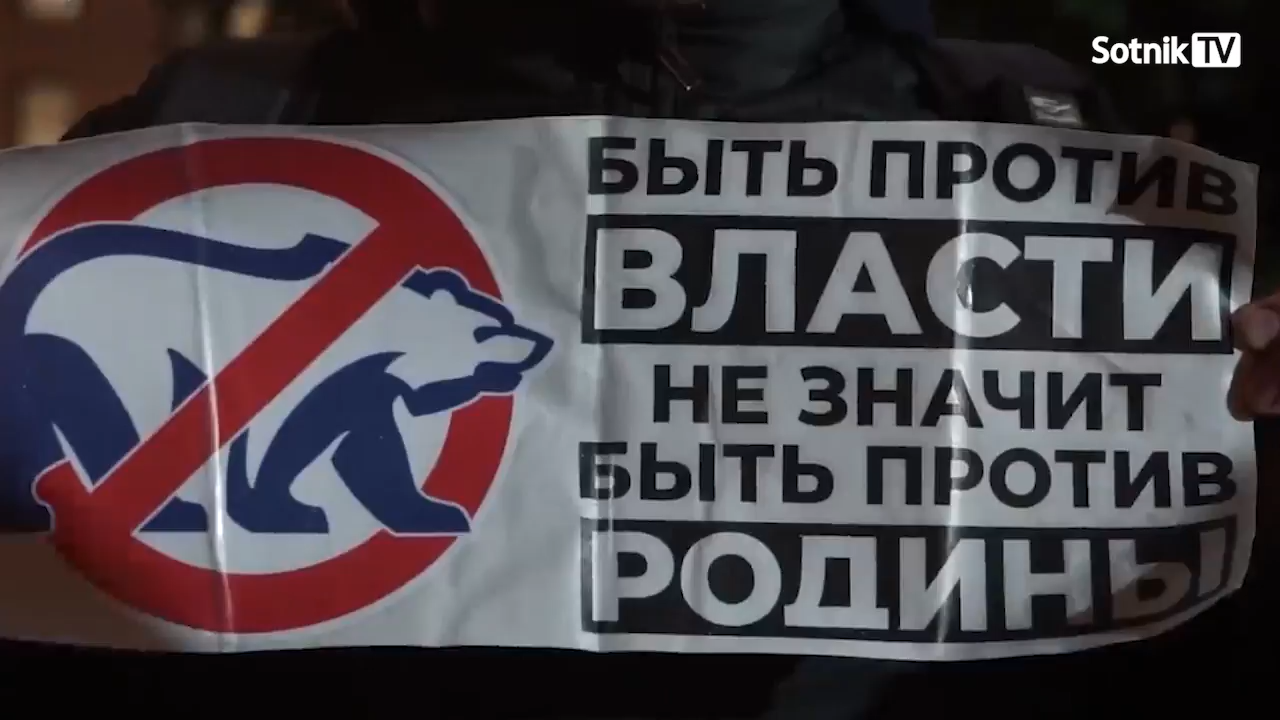 SotnikTV
БЫТЬ ПРОТИВ
ВЛАСТИ
НЕ ЗНАЧИТ
БЫТЬ ПРОТИВ
РОДИНЫ